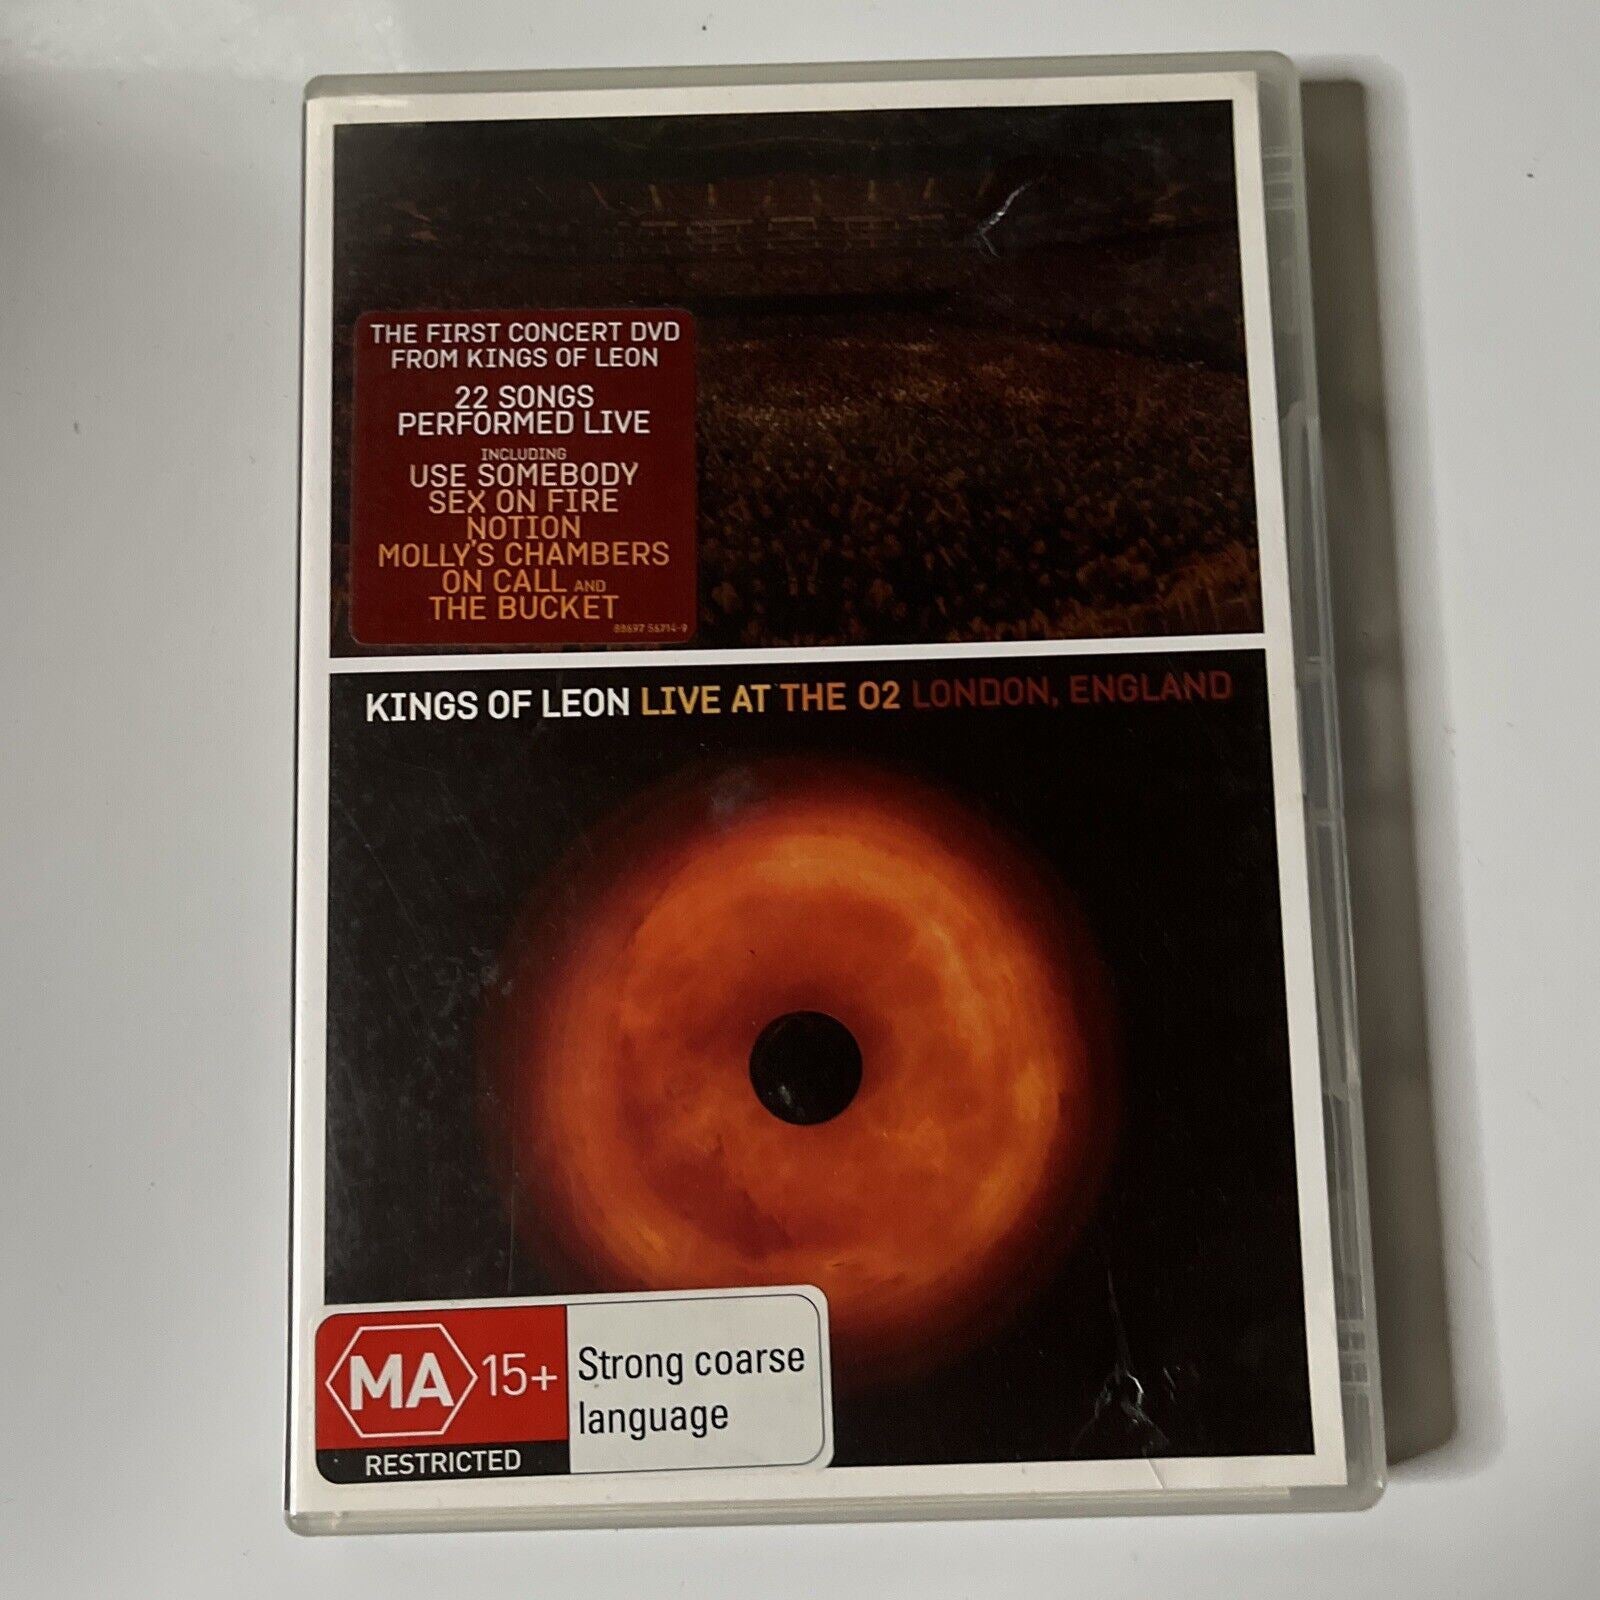 THE FIRST CONCERT DVD
FROM KINGS OF LEON
22 SONGS
PERFORMED LIVE
INCLUDING
USE SOMEBODY
SEX ON FIRE
NOTION
MOLLY'S CHAMBERS
ON CALL AND
THE BUCKET
KINGS OF LEON LIVE AT THE O2 LONDON, ENGLAND
MA 15+
RESTRICTED
Strong coarse
language